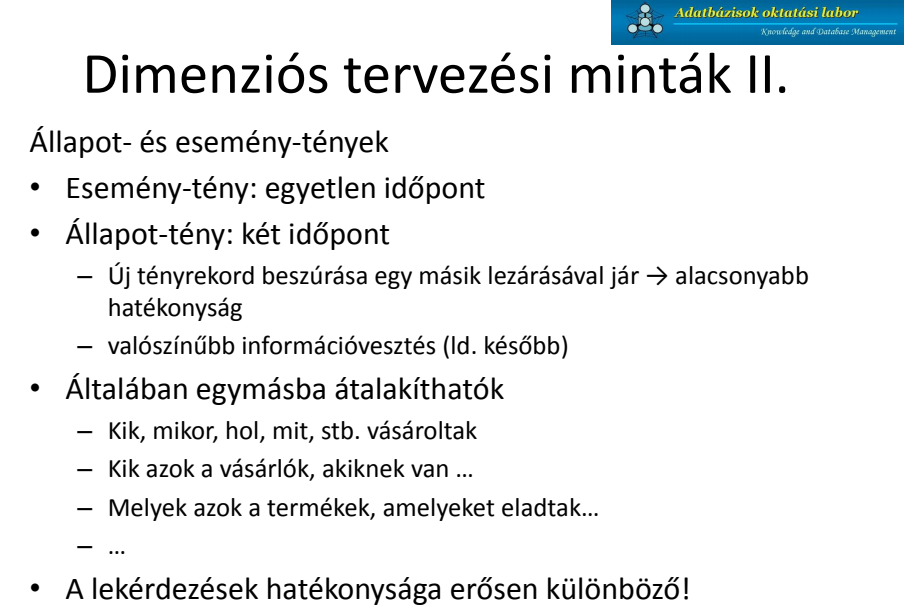 Adatbázisok oktatási labor
Knowledge and Database Management
Dimenziós tervezési minták II.
Állapot- és esemény-tények
• Esemény-tény: egyetlen időpont
• Állapot-tény: két időpont
– Új tényrekord beszúrása egy másik lezárásával jár → alacsonyabb
hatékonyság
– valószínűbb információvesztés (ld. később)
• Általában egymásba átalakíthatók
– Kik, mikor, hol, mit, stb. vásároltak
– Kik azok a vásárlók, akiknek van …
– Melyek azok a termékek, amelyeket eladtak…
– …
• A lekérdezések hatékonysága erősen különböző!